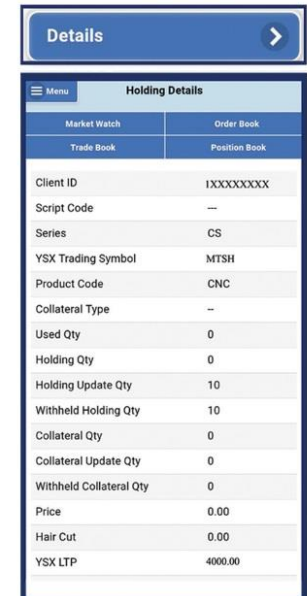 Details
Menu Holding Details
Market Watch Order Book
Trade Book Position Book
Client ID 1XXXXXXXX
Script Code ---
Series CS
YSX Trading Symbol MTSH
Product Code CNC
Collateral Type --
Used Qty 0
Holding Qty 0
Holding Update Qty 10
Withheld Holding Qty 10
Collateral Qty 0
Collateral Update Qty 0
Withheld Collateral Qty 0
Price 0.00
Hair Cut 0.00
YSX LTP 4000.00